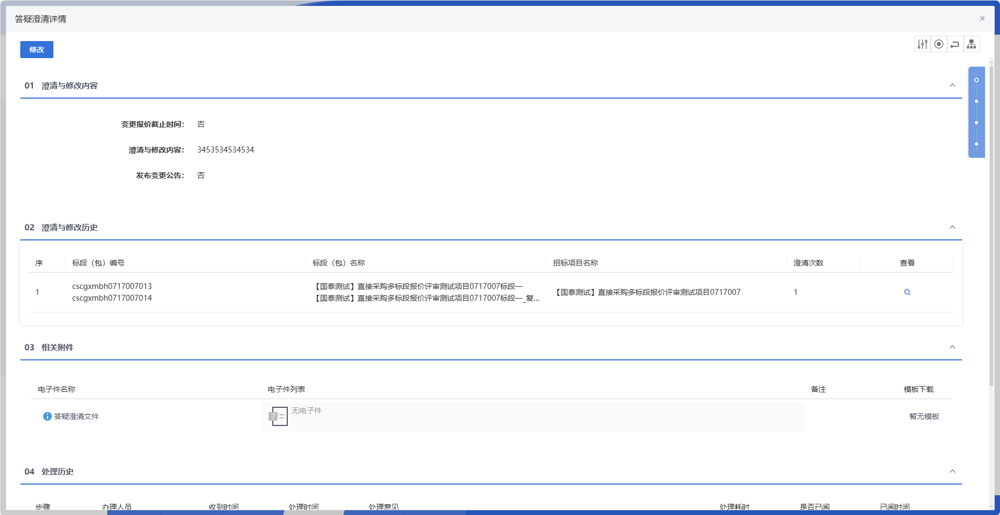 答疑澄清详情
修改
01 澄清与修改内容
变更报价截止时间： 否
澄清与修改内容： 3453534534534
发布变更公告： 否
02 澄清与修改历史
序 标段（包）编号 标段（包）名称 招标项目名称 澄清次数 查看
1 cscgxmbh0717007013 【国泰测试】直接采购多标段报价评审测试项目0717007标段一 【国泰测试】直接采购多标段报价评审测试项目0717007 1
cscgxmbh0717007014 【国泰测试】直接采购多标段报价评审测试项目0717007标段一_复...
03 相关附件
电子件名称 电子件列表 备注 模板下载
答疑澄清文件 无电子件 暂无模板
04 处理历史
步骤 办理人员 收到时间 处理时间 处理意见 处理耗时 是否已阅 已阅时间